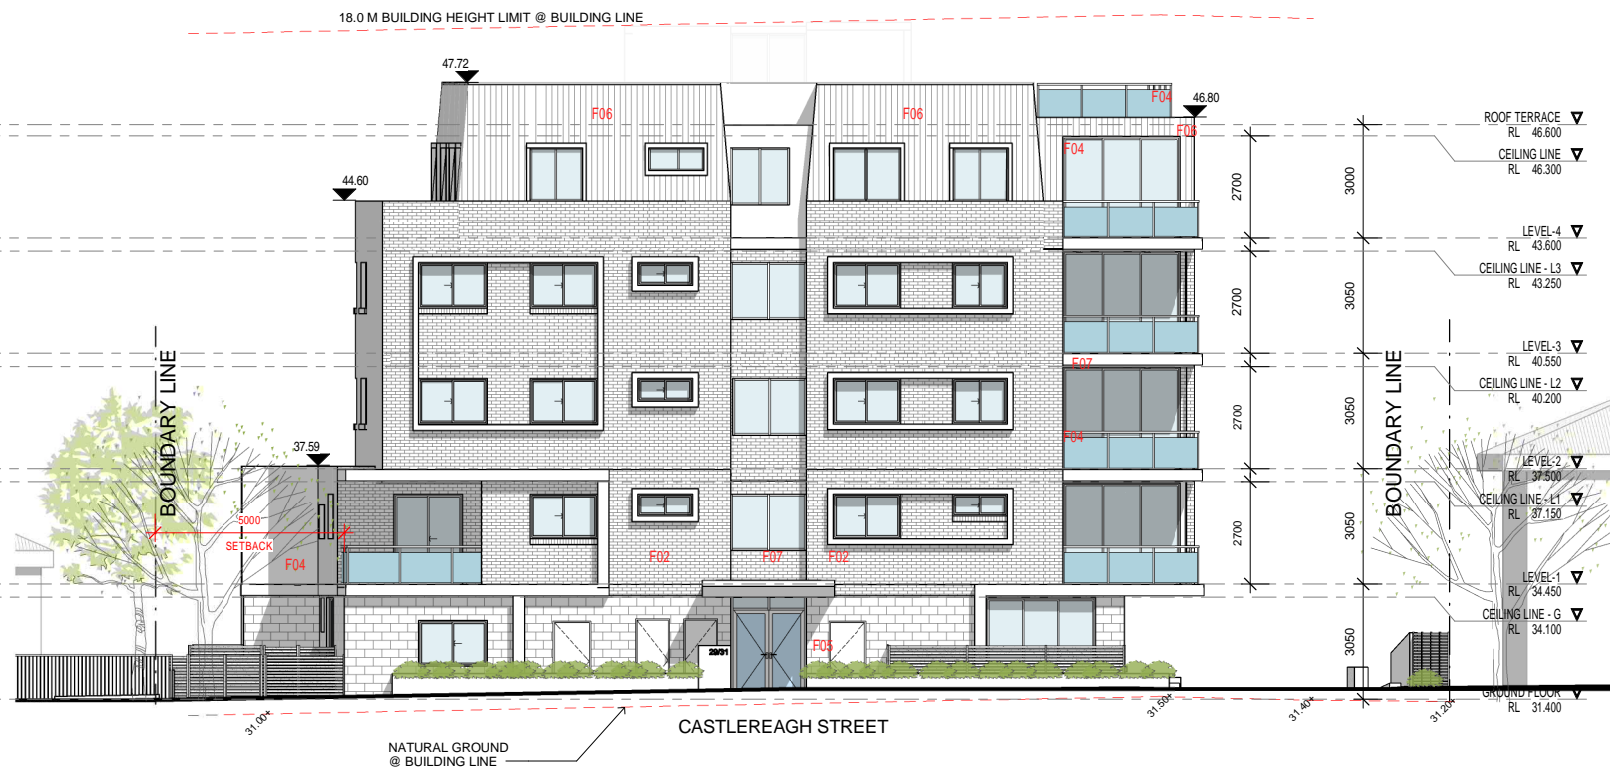 18.0 M BUILDING HEIGHT LIMIT @ BUILDING LINE
47.72
46.80
44.60
37.59
F06
F06
F04
F06
F04
F07
F04
F04
F02
F07
F02
F05
BOUNDARY LINE
BOUNDARY LINE
5000
SETBACK
2700
2700
2700
2700
3000
3050
3050
3050
3050
ROOF TERRACE
RL 46.600
CEILING LINE
RL 46.300
LEVEL-4
RL 43.600
CEILING LINE - L3
RL 43.250
LEVEL-3
RL 40.550
CEILING LINE - L2
RL 40.200
LEVEL-2
RL 37.500
CEILING LINE - L1
RL 37.150
LEVEL-1
RL 34.450
CEILING LINE - G
RL 34.100
GROUND FLOOR
RL 31.400
29/31
31.00+
31.50+
31.40+
31.20+
CASTLEREAGH STREET
NATURAL GROUND
@ BUILDING LINE